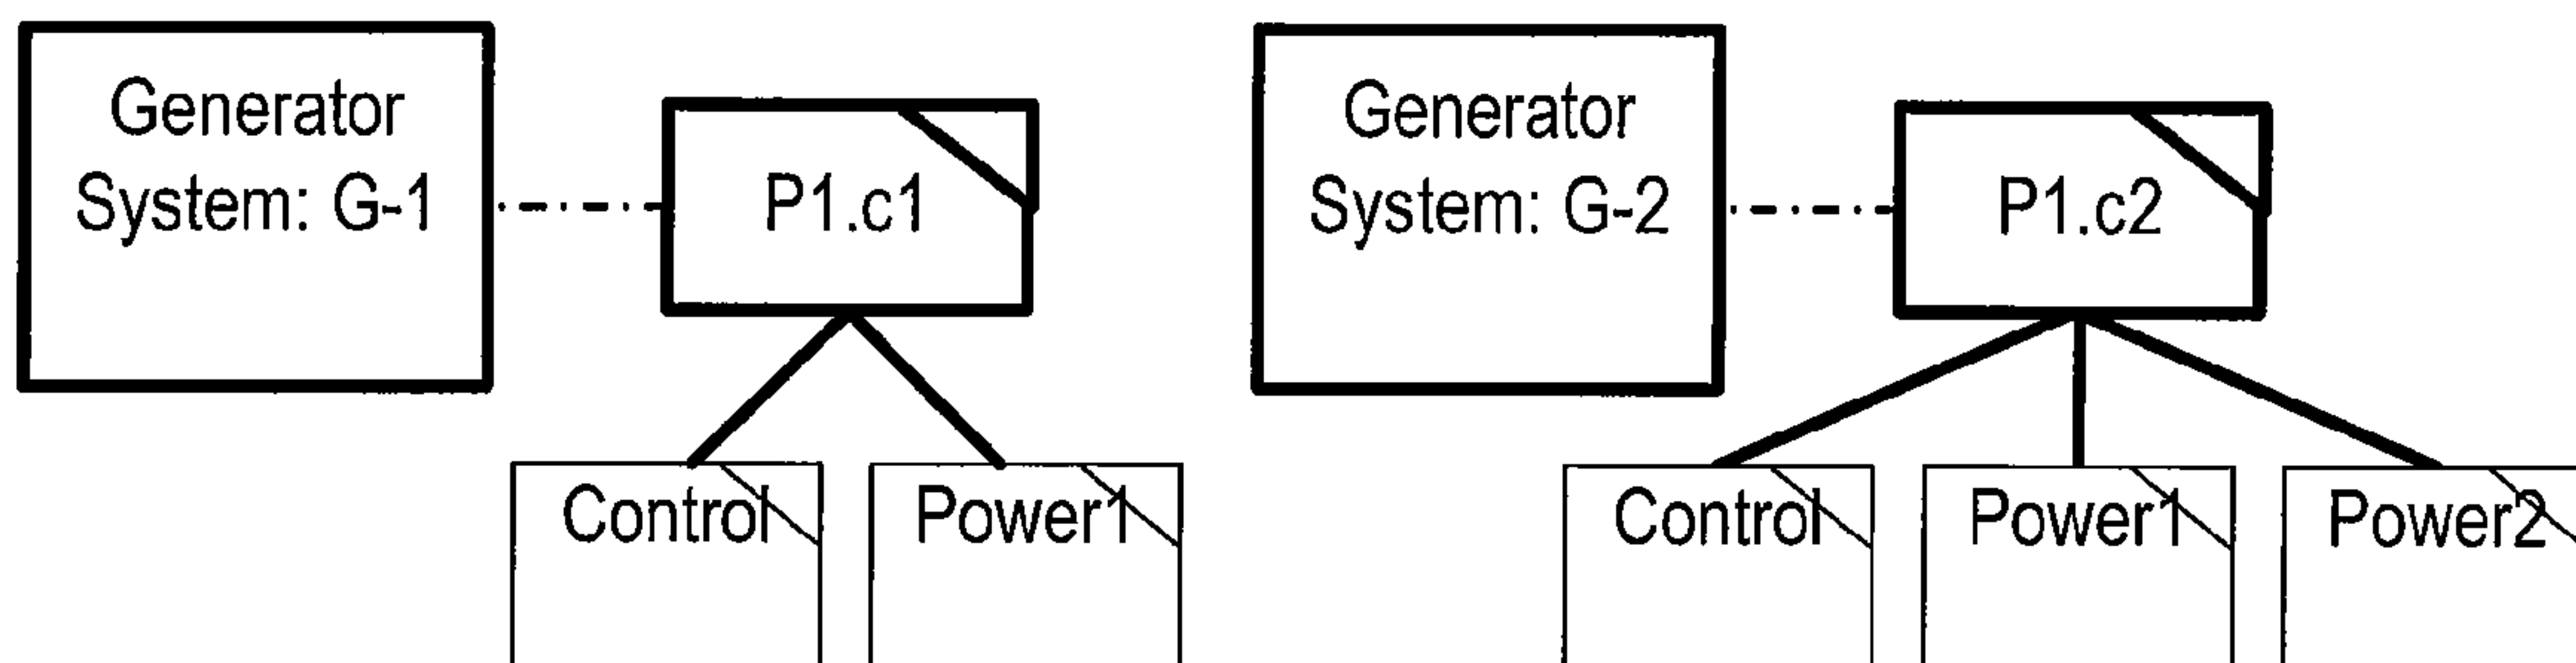 Generator
System: G-1
P1.c1
Control
Power1
Generator
System: G-2
P1.c2
Control
Power1
Power2